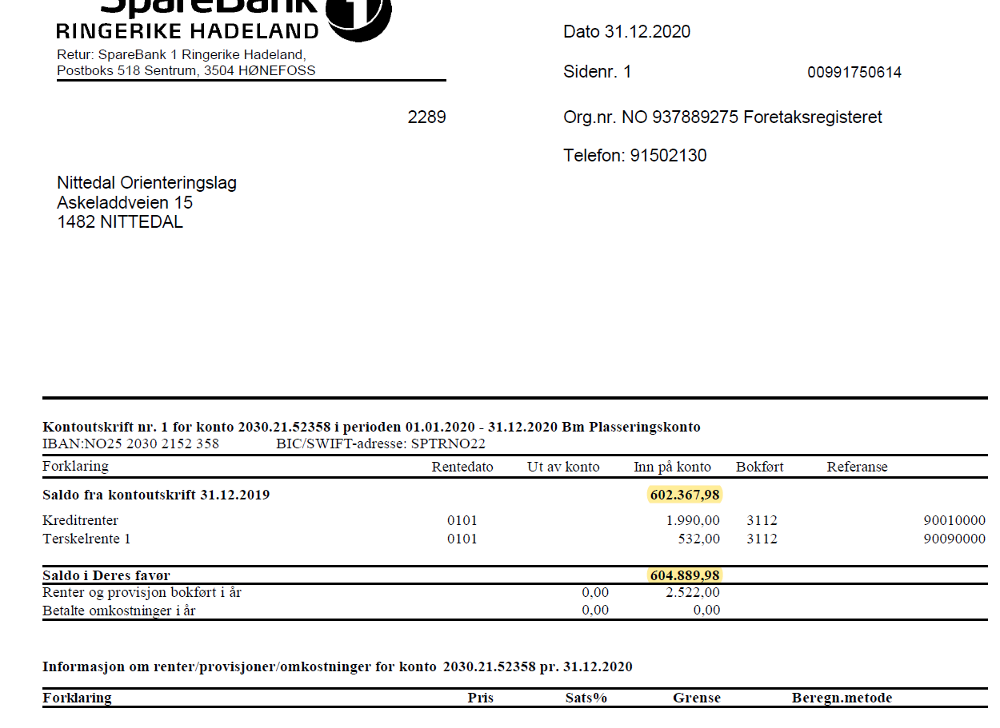 SpareBank 1
RINGERIKE HADELAND
Retur: SpareBank 1 Ringerike Hadeland,
Postboks 518 Sentrum, 3504 HØNEFOSS
Dato 31.12.2020
Sidenr. 1 00991750614
2289 Org.nr. NO 937889275 Foretaksregisteret
Telefon: 91502130
Nittedal Orienteringslag
Askeladdveien 15
1482 NITTEDAL
Kontoutskrift nr. 1 for konto 2030.21.52358 i perioden 01.01.2020 - 31.12.2020 Bm Plasseringskonto
IBAN:NO25 2030 2152 358 BIC/SWIFT-adresse: SPTRNO22
Forklaring Rentedato Ut av konto Inn på konto Bokført Referanse
Saldo fra kontoutskrift 31.12.2019 602.367,98
Kreditrenter 0101 1.990,00 3112 90010000
Terskelrente 1 0101 532,00 3112 90090000
Saldo i Deres favør 604.889,98
Renter og provisjon bokført i år 0,00 2.522,00
Betalte omkostninger i år 0,00 0,00
Informasjon om renter/provisjoner/omkostninger for konto 2030.21.52358 pr. 31.12.2020
Forklaring Pris Sats% Grense Beregn.metode